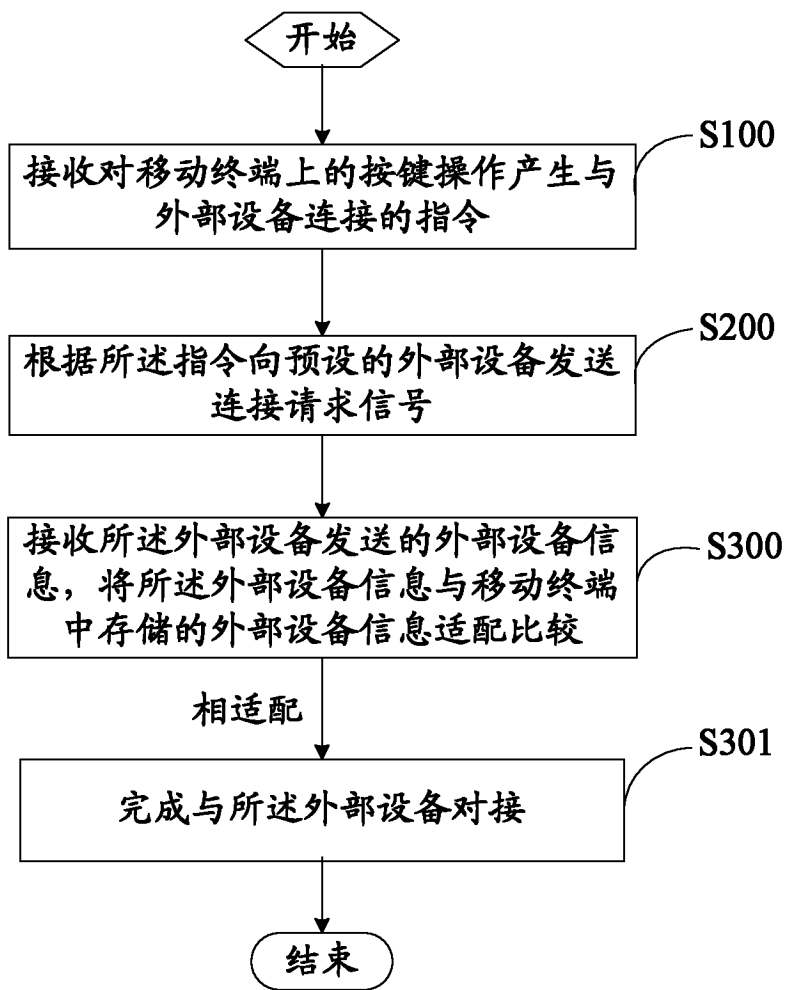 开始
S100
接收对移动终端上的按键操作产生与
外部设备连接的指令
S200
根据所述指令向预设的外部设备发送
连接请求信号
S300
接收所述外部设备发送的外部设备信
息，将所述外部设备信息与移动终端
中存储的外部设备信息适配比较
相适配
S301
完成与所述外部设备对接
结束